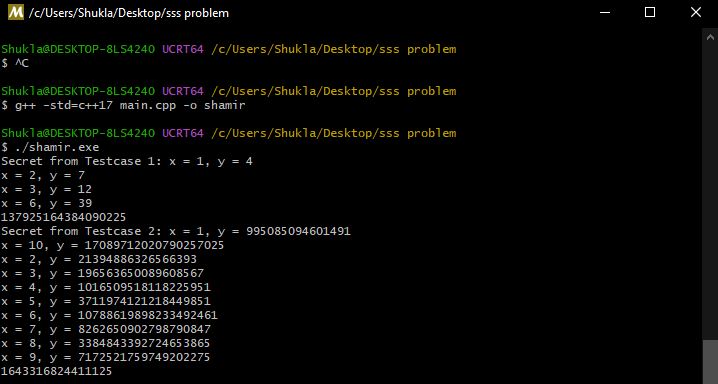 M /c/Users/Shukla/Desktop/sss problem
Shukla@DESKTOP-8LS4240 UCRT64 /c/Users/Shukla/Desktop/sss problem
$ ^C
Shukla@DESKTOP-8LS4240 UCRT64 /c/Users/Shukla/Desktop/sss problem
$ g++ -std=c++17 main.cpp -o shamir
Shukla@DESKTOP-8LS4240 UCRT64 /c/Users/Shukla/Desktop/sss problem
$ ./shamir.exe
Secret from Testcase 1: x = 1, y = 4
x = 2, y = 7
x = 3, y = 12
x = 6, y = 39
137925164384090225
Secret from Testcase 2: x = 1, y = 995085094601491
x = 10, y = 17089712020790257025
x = 2, y = 21394886326566393
x = 3, y = 196563650089608567
x = 4, y = 1016509518118225951
x = 5, y = 3711974121218449851
x = 6, y = 10788619898233492461
x = 7, y = 8262650902798790847
x = 8, y = 3384843392724653865
x = 9, y = 7172521759749202275
1643316824411125